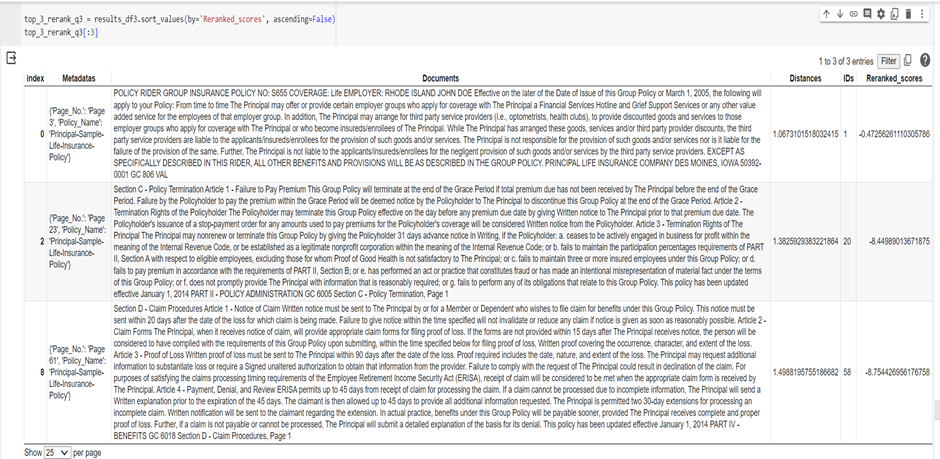 top_3_rerank_q3 = results_df3.sort_values(by='Reranked_scores', ascending=False)
top_3_rerank_q3[:3]
1 to 3 of 3 entries Filter
index Metadatas Documents Distances IDs Reranked_scores
POLICY RIDER GROUP INSURANCE POLICY NO: S655 COVERAGE: Life EMPLOYER: RHODE ISLAND JOHN DOE Effective on the later of the Date of Issue of this Group Policy or March 1, 2005, the following will
apply to your Policy: From time to time The Principal may offer or provide certain employer groups who apply for coverage with The Principal a Financial Services Hotline and Grief Support Services or any other value
added service for the employees of that employer group. In addition, The Principal may arrange for third party service providers (i.e., optometrists, health clubs), to provide discounted goods and services to those
employer groups who apply for coverage with The Principal or who become insureds/enrollees of The Principal. While The Principal has arranged these goods, services and/or third party provider discounts, the third
party service providers are liable to the applicants/insureds/enrollees for the provision of such goods and/or services. The Principal is not responsible for the provision of such goods and/or services nor is it liable for the
failure of the provision of the same. Further, The Principal is not liable to the applicants/insureds/enrollees for the negligent provision of such goods and/or services by the third party service providers. EXCEPT AS
SPECIFICALLY DESCRIBED IN THIS RIDER, ALL OTHER BENEFITS AND PROVISIONS WILL BE AS DESCRIBED IN THE GROUP POLICY. PRINCIPAL LIFE INSURANCE COMPANY DES MOINES, IOWA 50392-
0001 GC 806 VAL
0
{'Page_No.': 'Page
3', 'Policy_Name':
'Principal-Sample-
Life-Insurance-
Policy'}
1.0673101518032415 1 -0.47256261110305786
Section C - Policy Termination Article 1 - Failure to Pay Premium This Group Policy will terminate at the end of the Grace Period if total premium due has not been received by The Principal before the end of the Grace
Period. Failure by the Policyholder to pay the premium within the Grace Period will be deemed notice by the Policyholder to The Principal to discontinue this Group Policy at the end of the Grace Period. Article 2 -
Termination Rights of the Policyholder The Policyholder may terminate this Group Policy effective on the day before any premium due date by giving Written notice to The Principal prior to that premium due date. The
Policyholder's issuance of a stop-payment order for any amounts used to pay premiums for the Policyholder's coverage will be considered Written notice from the Policyholder. Article 3 - Termination Rights of The
Principal The Principal may nonrenew or terminate this Group Policy by giving the Policyholder 31 days advance notice in Writing, if the Policyholder: a. ceases to be actively engaged in business for profit within the
meaning of the Internal Revenue Code, or be established as a legitimate nonprofit corporation within the meaning of the Internal Revenue Code; or b. fails to maintain the participation percentages requirements of PART
II, Section A with respect to eligible employees, excluding those for whom Proof of Good Health is not satisfactory to The Principal; or c. fails to maintain three or more insured employees under this Group Policy; or d.
fails to pay premium in accordance with the requirements of PART II, Section B; or e. has performed an act or practice that constitutes fraud or has made an intentional misrepresentation of material fact under the terms
of this Group Policy; or f. does not promptly provide The Principal with information that is reasonably required; or g. fails to perform any of its obligations that relate to this Group Policy. This policy has been updated
effective January 1, 2014 PART II - POLICY ADMINISTRATION GC 6005 Section C - Policy Termination, Page 1
2
{'Page_No.': 'Page
23', 'Policy_Name':
'Principal-Sample-
Life-Insurance-
Policy'}
1.3825929383221864 20 -8.44989013671875
Section D - Claim Procedures Article 1 - Notice of Claim Written notice must be sent to The Principal by or for a Member or Dependent who wishes to file claim for benefits under this Group Policy. This notice must be
sent within 20 days after the date of the loss for which claim is being made. Failure to give notice within the time specified will not invalidate or reduce any claim if notice is given as soon as reasonably possible. Article 2 -
Claim Forms The Principal, when it receives notice of claim, will provide appropriate claim forms for filing proof of loss. If the forms are not provided within 15 days after The Principal receives notice, the person will be
considered to have complied with the requirements of this Group Policy upon submitting, within the time specified below for filing proof of loss, Written proof covering the occurrence, character, and extent of the loss.
Article 3 - Proof of Loss Written proof of loss must be sent to The Principal within 90 days after the date of the loss. Proof required includes the date, nature, and extent of the loss. The Principal may request additional
information to substantiate loss or require a Signed unaltered authorization to obtain that information from the provider. Failure to comply with the request of The Principal could result in declination of the claim. For
purposes of satisfying the claims processing timing requirements of the Employee Retirement Income Security Act (ERISA), receipt of claim will be considered to be met when the appropriate claim form is received by
The Principal. Article 4 - Payment, Denial, and Review ERISA permits up to 45 days from receipt of claim for processing the claim. If a claim cannot be processed due to incomplete information, The Principal will send a
Written explanation prior to the expiration of the 45 days. The claimant is then allowed up to 45 days to provide all additional information requested. The Principal is permitted two 30-day extensions for processing an
incomplete claim. Written notification will be sent to the claimant regarding the extension. In actual practice, benefits under this Group Policy will be payable sooner, provided The Principal receives complete and proper
proof of loss. Further, if a claim is not payable or cannot be processed, The Principal will submit a detailed explanation of the basis for its denial. This policy has been updated effective January 1, 2014 PART IV -
BENEFITS GC 6018 Section D - Claim Procedures, Page 1
8
{'Page_No.': 'Page
61', 'Policy_Name':
'Principal-Sample-
Life-Insurance-
Policy'}
1.4988195755186682 58 -8.754426956176758
Show 25 per page